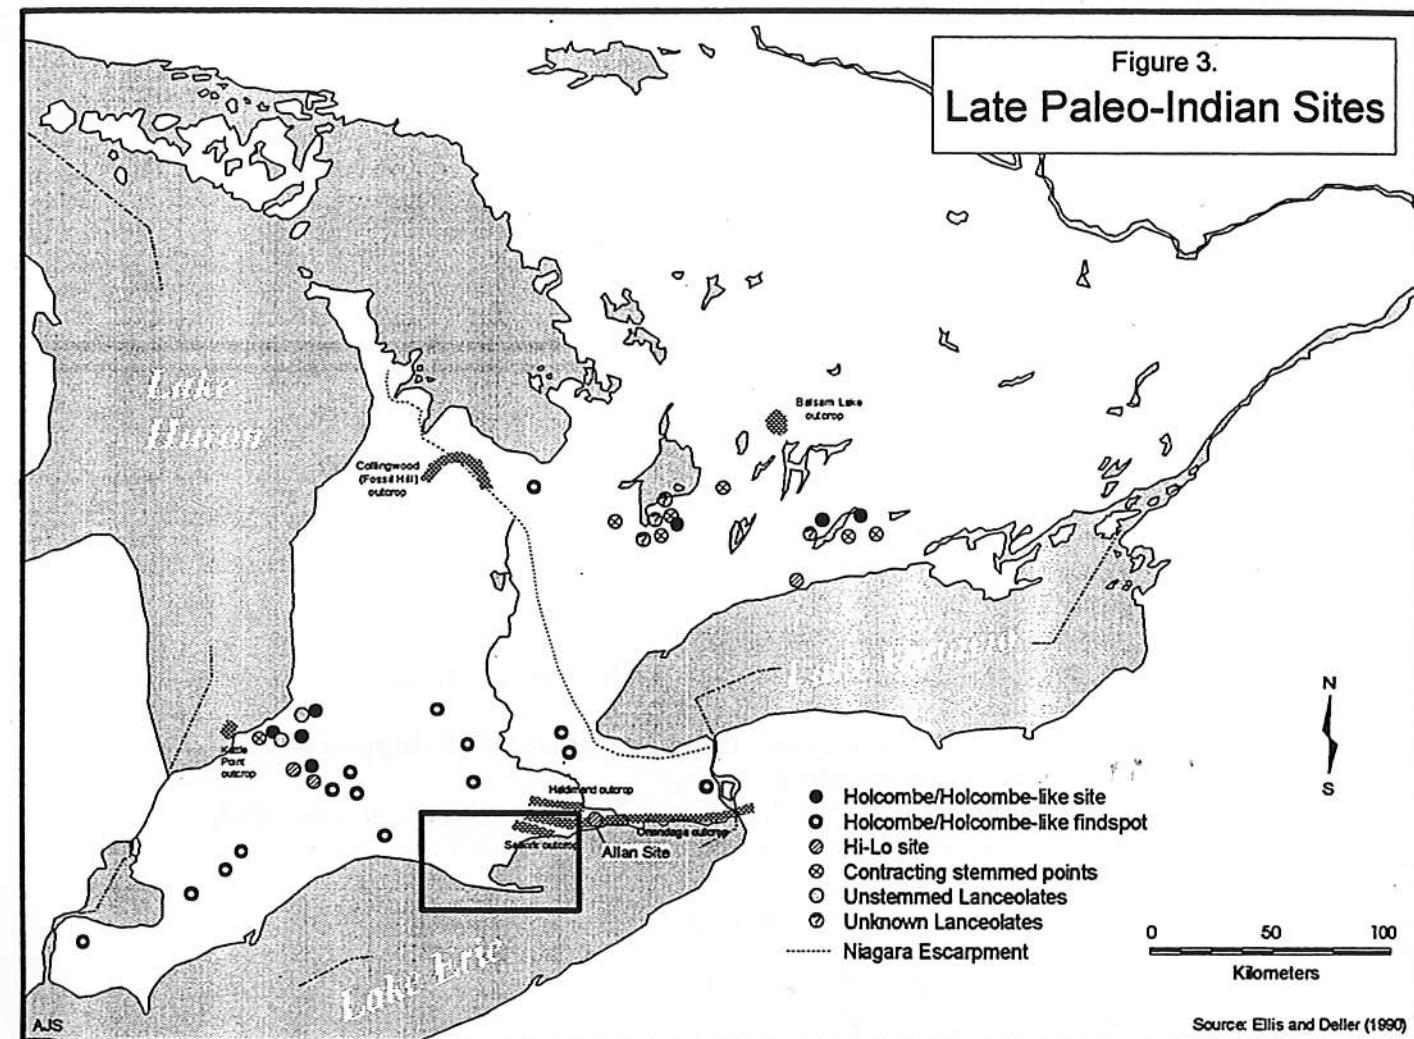 Figure 3.
Late Paleo-Indian Sites
Lake
Huron
Balsam Lake
outcrop
Collingwood
(Fossil Hill)
outcrop
Lake Ontario
Kettle
Point
outcrop
Haldimand outcrop
Onondaga outcrop
Selkirk outcrop
Allan Site
Lake Erie
N
S
Holcombe/Holcombe-like site
Holcombe/Holcombe-like findspot
Hi-Lo site
Contracting stemmed points
Unstemmed Lanceolates
Unknown Lanceolates
Niagara Escarpment
0 50 100
Kilometers
AJS
Source: Ellis and Deller (1990)